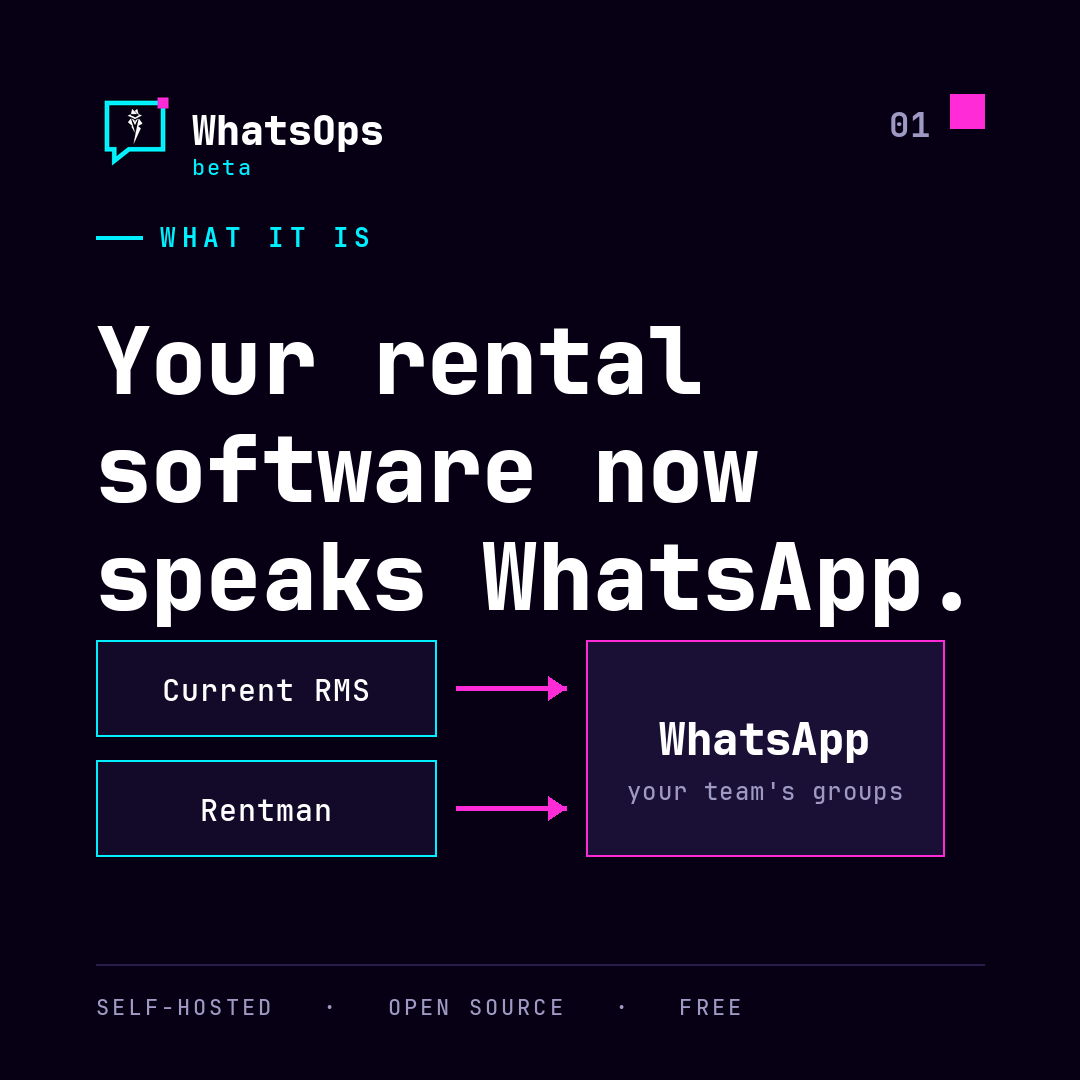 WhatsOps
beta
01
WHAT IT IS
Your rental
software now
speaks WhatsApp.
Current RMS
Rentman
WhatsApp
your team's groups
SELF-HOSTED · OPEN SOURCE · FREE